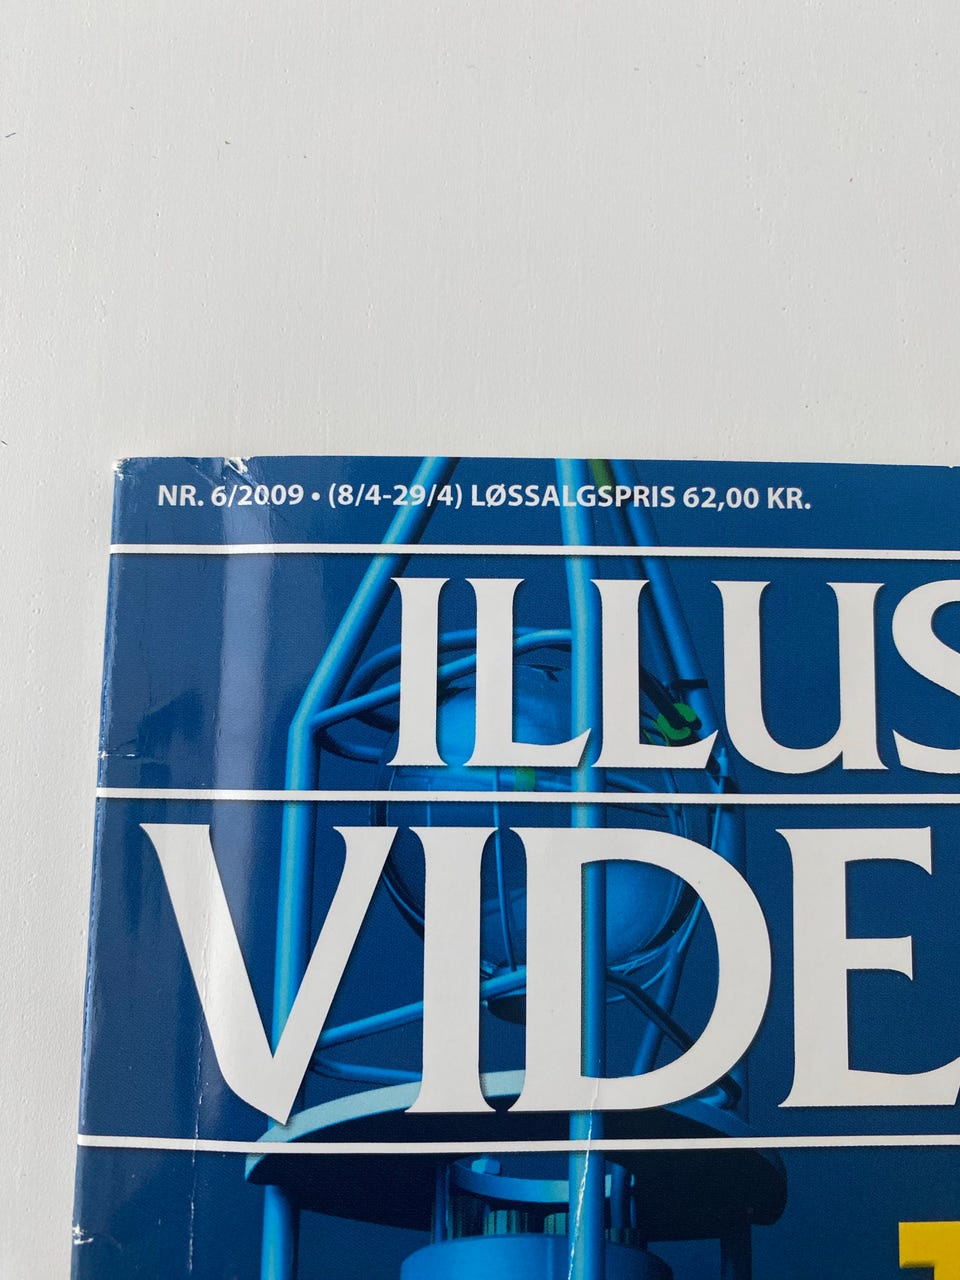 NR. 6/2009 • (8/4-29/4) LØSSALGSPRIS 62,00 KR.
ILLUS
VIDE